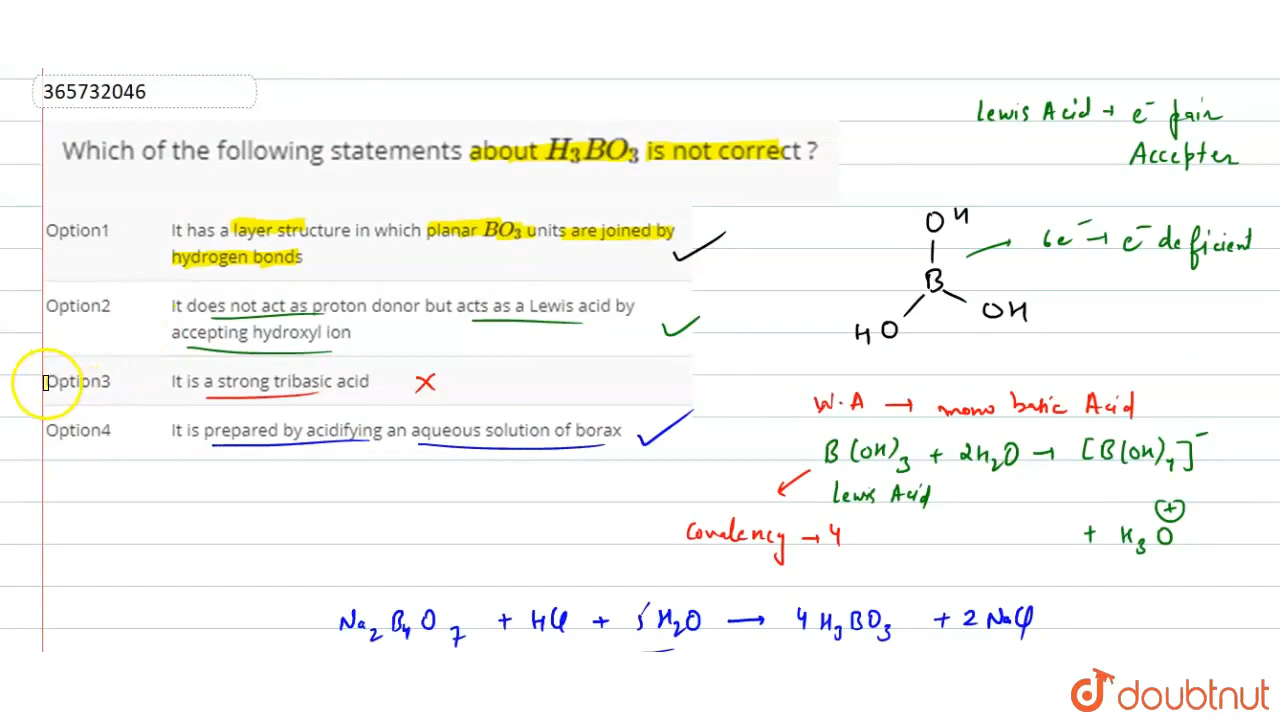 365732046
Which of the following statements about H₃BO₃ is not correct ?
Option1 It has a layer structure in which planar BO₃ units are joined by
hydrogen bonds
Option2 It does not act as proton donor but acts as a Lewis acid by
accepting hydroxyl ion
Option3 It is a strong tribasic acid
Option4 It is prepared by acidifying an aqueous solution of borax
Lewis Acid → e⁻ pair
Accepter
OH
B
HO
OH
6e⁻ → e⁻ deficient
W.A → mono basic Acid
B(OH)₃ + 2H₂O → [B(OH)₄]⁻
Lewis Acid
+ H₃O⁺
Covalency → 4
Na₂B₄O₇ + HCl + 5H₂O → 4H₃BO₃ + 2NaCl
doubtnut